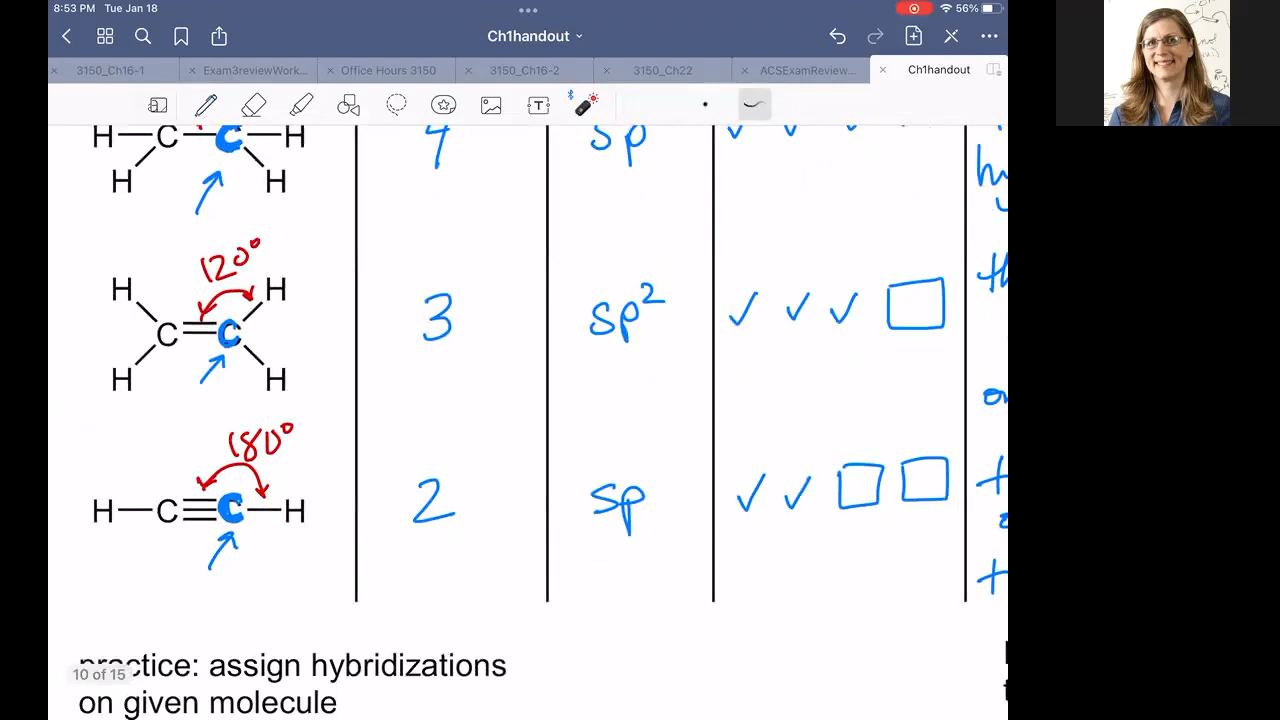 8:53 PM Tue Jan 18
56%
Ch1handout
3150_Ch16-1 Exam3reviewWork... Office Hours 3150 3150_Ch16-2 3150_Ch22 ACSExamReview... Ch1handout
H—C—C—H 4 sp
H H
120°
H H
C=C 3 sp²
H H
180°
H—C≡C—H 2 sp
practice: assign hybridizations
10 of 15
on given molecule